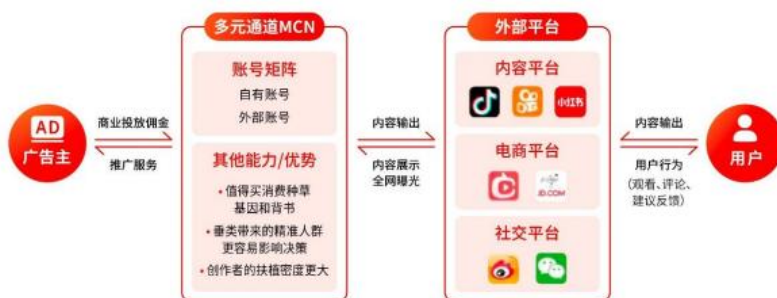 多元通道MCN
外部平台
账号矩阵
自有账号
外部账号
内容平台
小红书
AD
广告主
商业投放佣金
推广服务
内容输出
内容展示
全网曝光
内容输出
用户行为
(观看、评论、
建议反馈)
用户
其他能力/优势
• 值得买消费种草
基因和背书
• 垂类带来的精准人群
更容易影响决策
• 创作者的扶植密度更大
电商平台
JD.COM
社交平台